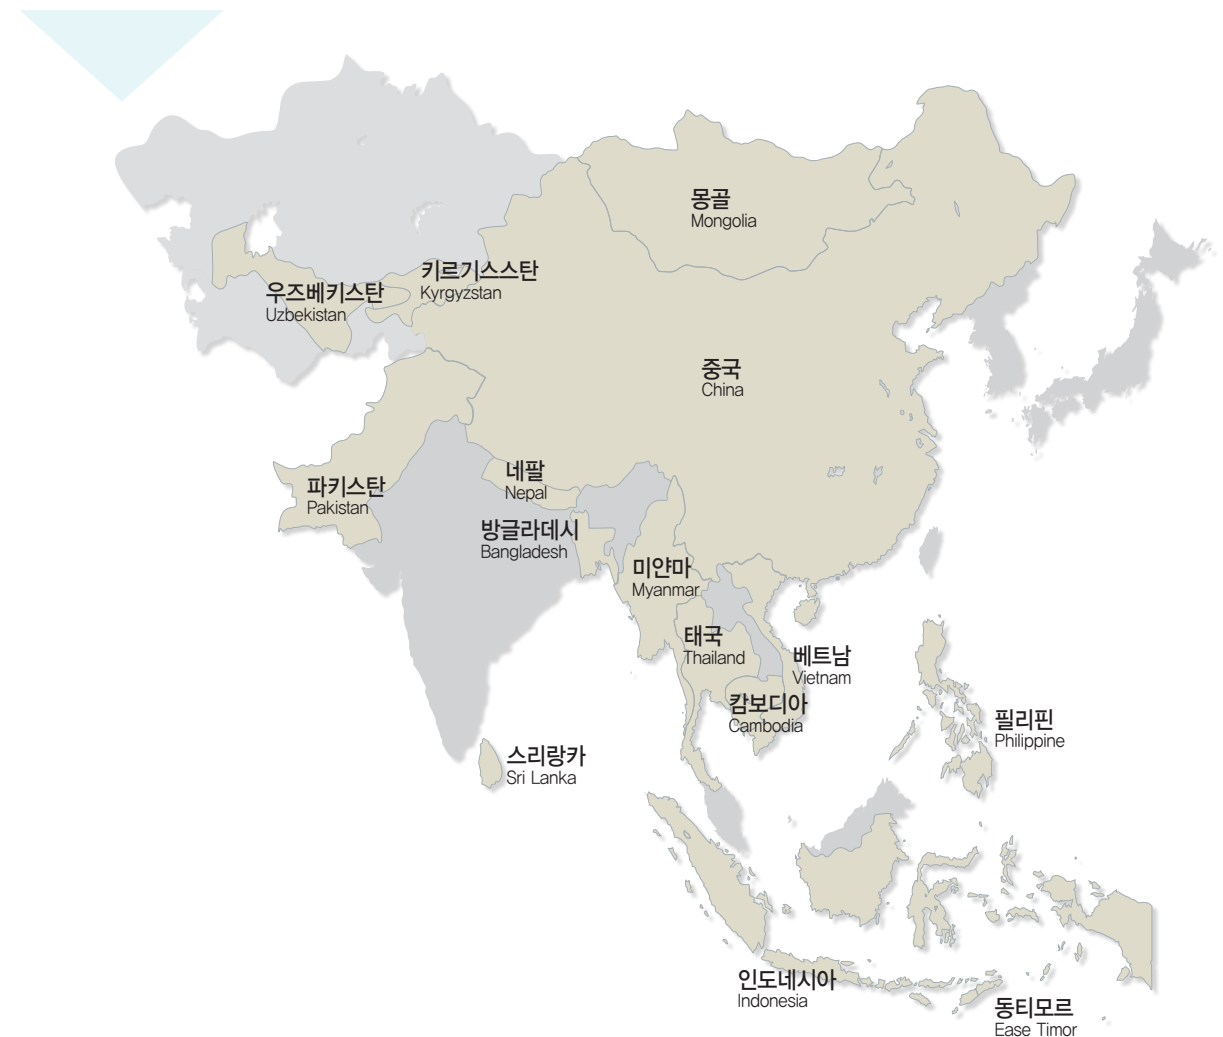 몽골
Mongolia
키르기스스탄
Kyrgyzstan
우즈베키스탄
Uzbekistan
중국
China
네팔
Nepal
파키스탄
Pakistan
방글라데시
Bangladesh
미얀마
Myanmar
태국
Thailand
베트남
Vietnam
캄보디아
Cambodia
필리핀
Philippine
스리랑카
Sri Lanka
인도네시아
Indonesia
동티모르
Ease Timor